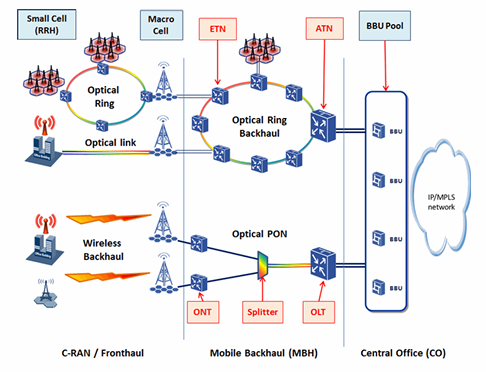 Small Cell
(RRH)
Macro
Cell
ETN
ATN
BBU Pool
Optical
Ring
Optical Ring
Backhaul
Optical link
BBU
BBU
BBU
BBU
IP/MPLS
network
Wireless
Backhaul
Optical PON
ONT
Splitter
OLT
C-RAN / Fronthaul
Mobile Backhaul (MBH)
Central Office (CO)